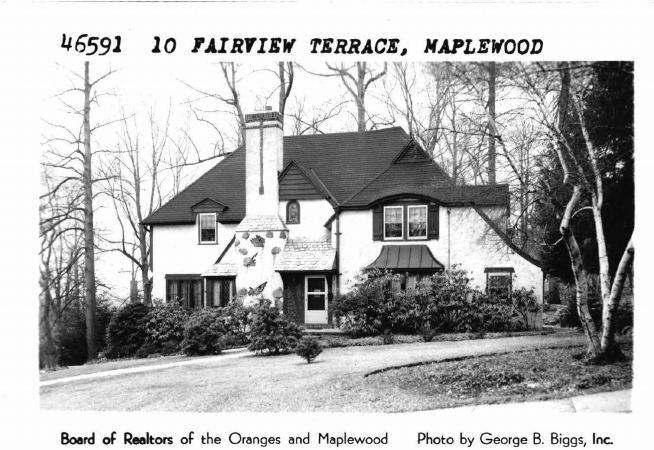 46591 10 FAIRVIEW TERRACE, MAPLEWOOD
Board of Realtors of the Oranges and Maplewood Photo by George B. Biggs, Inc.